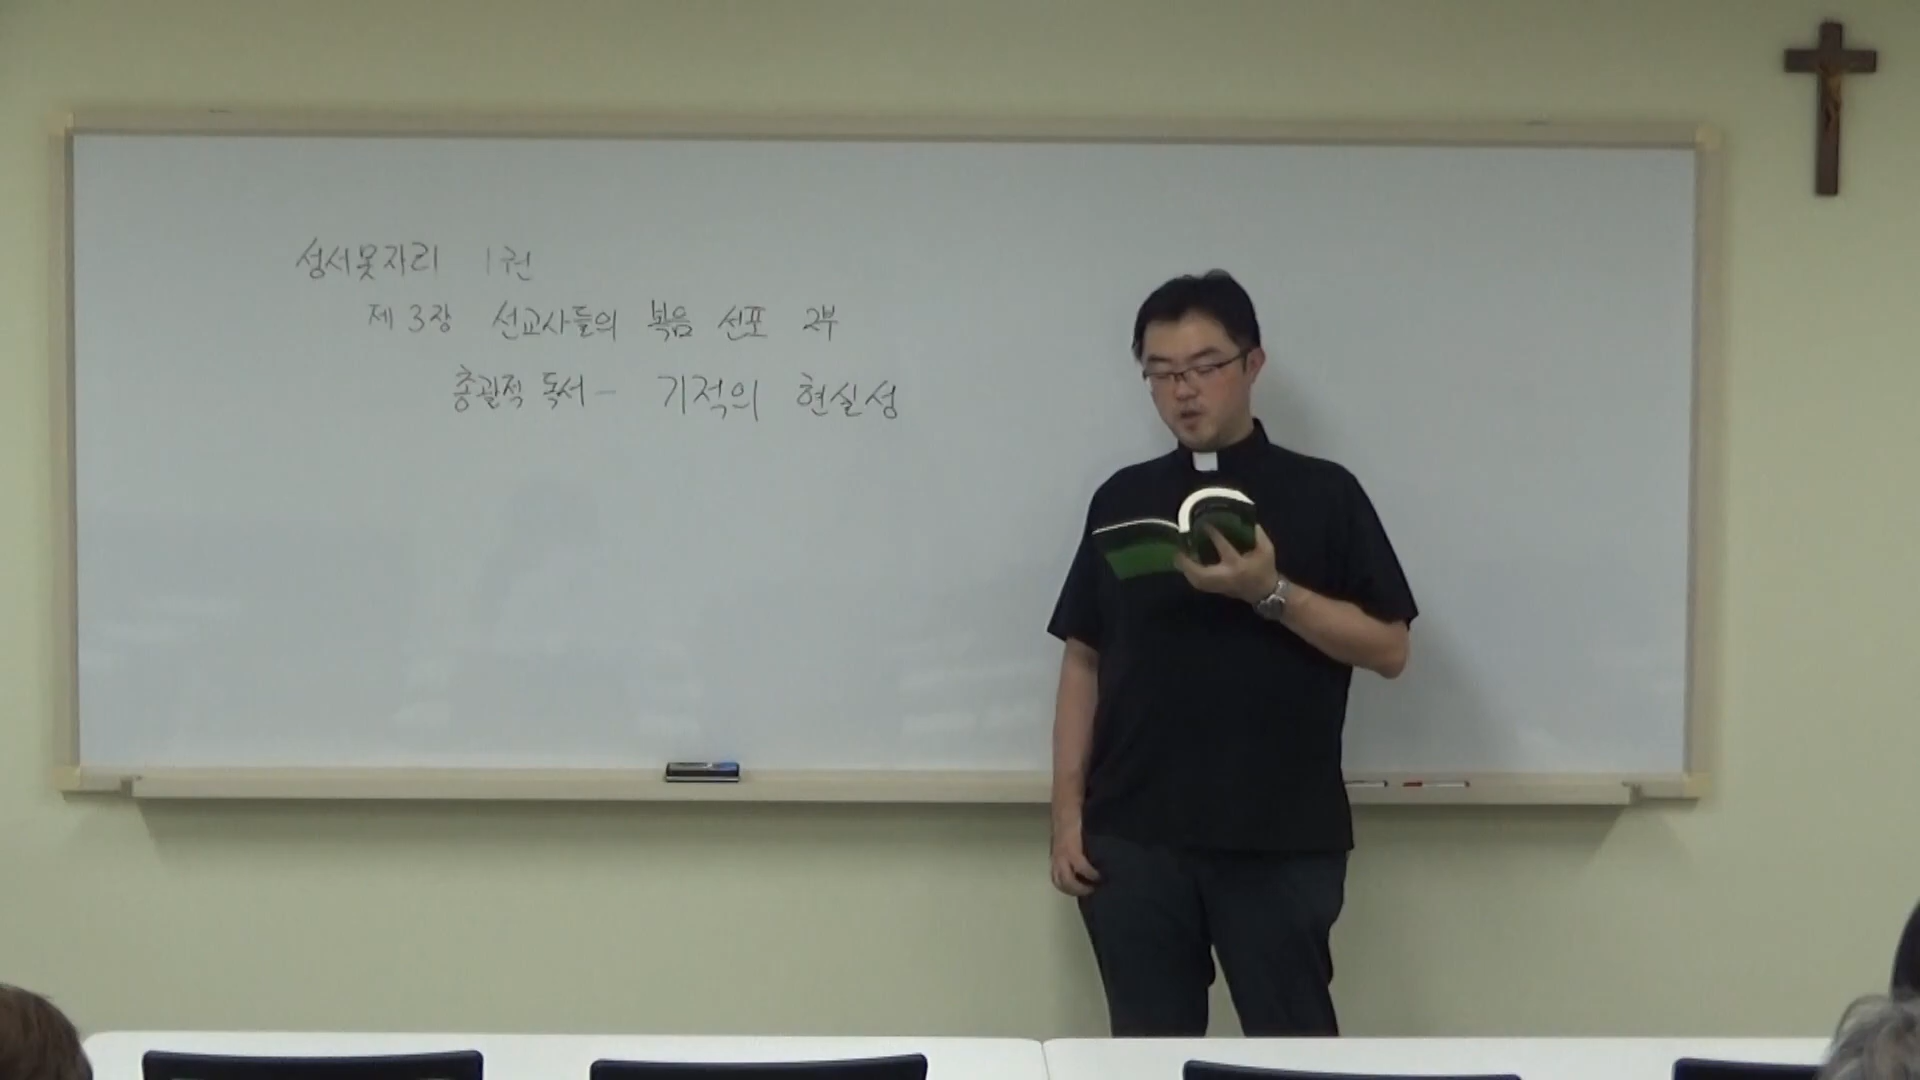 성서못자리 1권
제 3장 선교사들의 복음 선포 2부
총괄적 독서 - 기적의 현실성